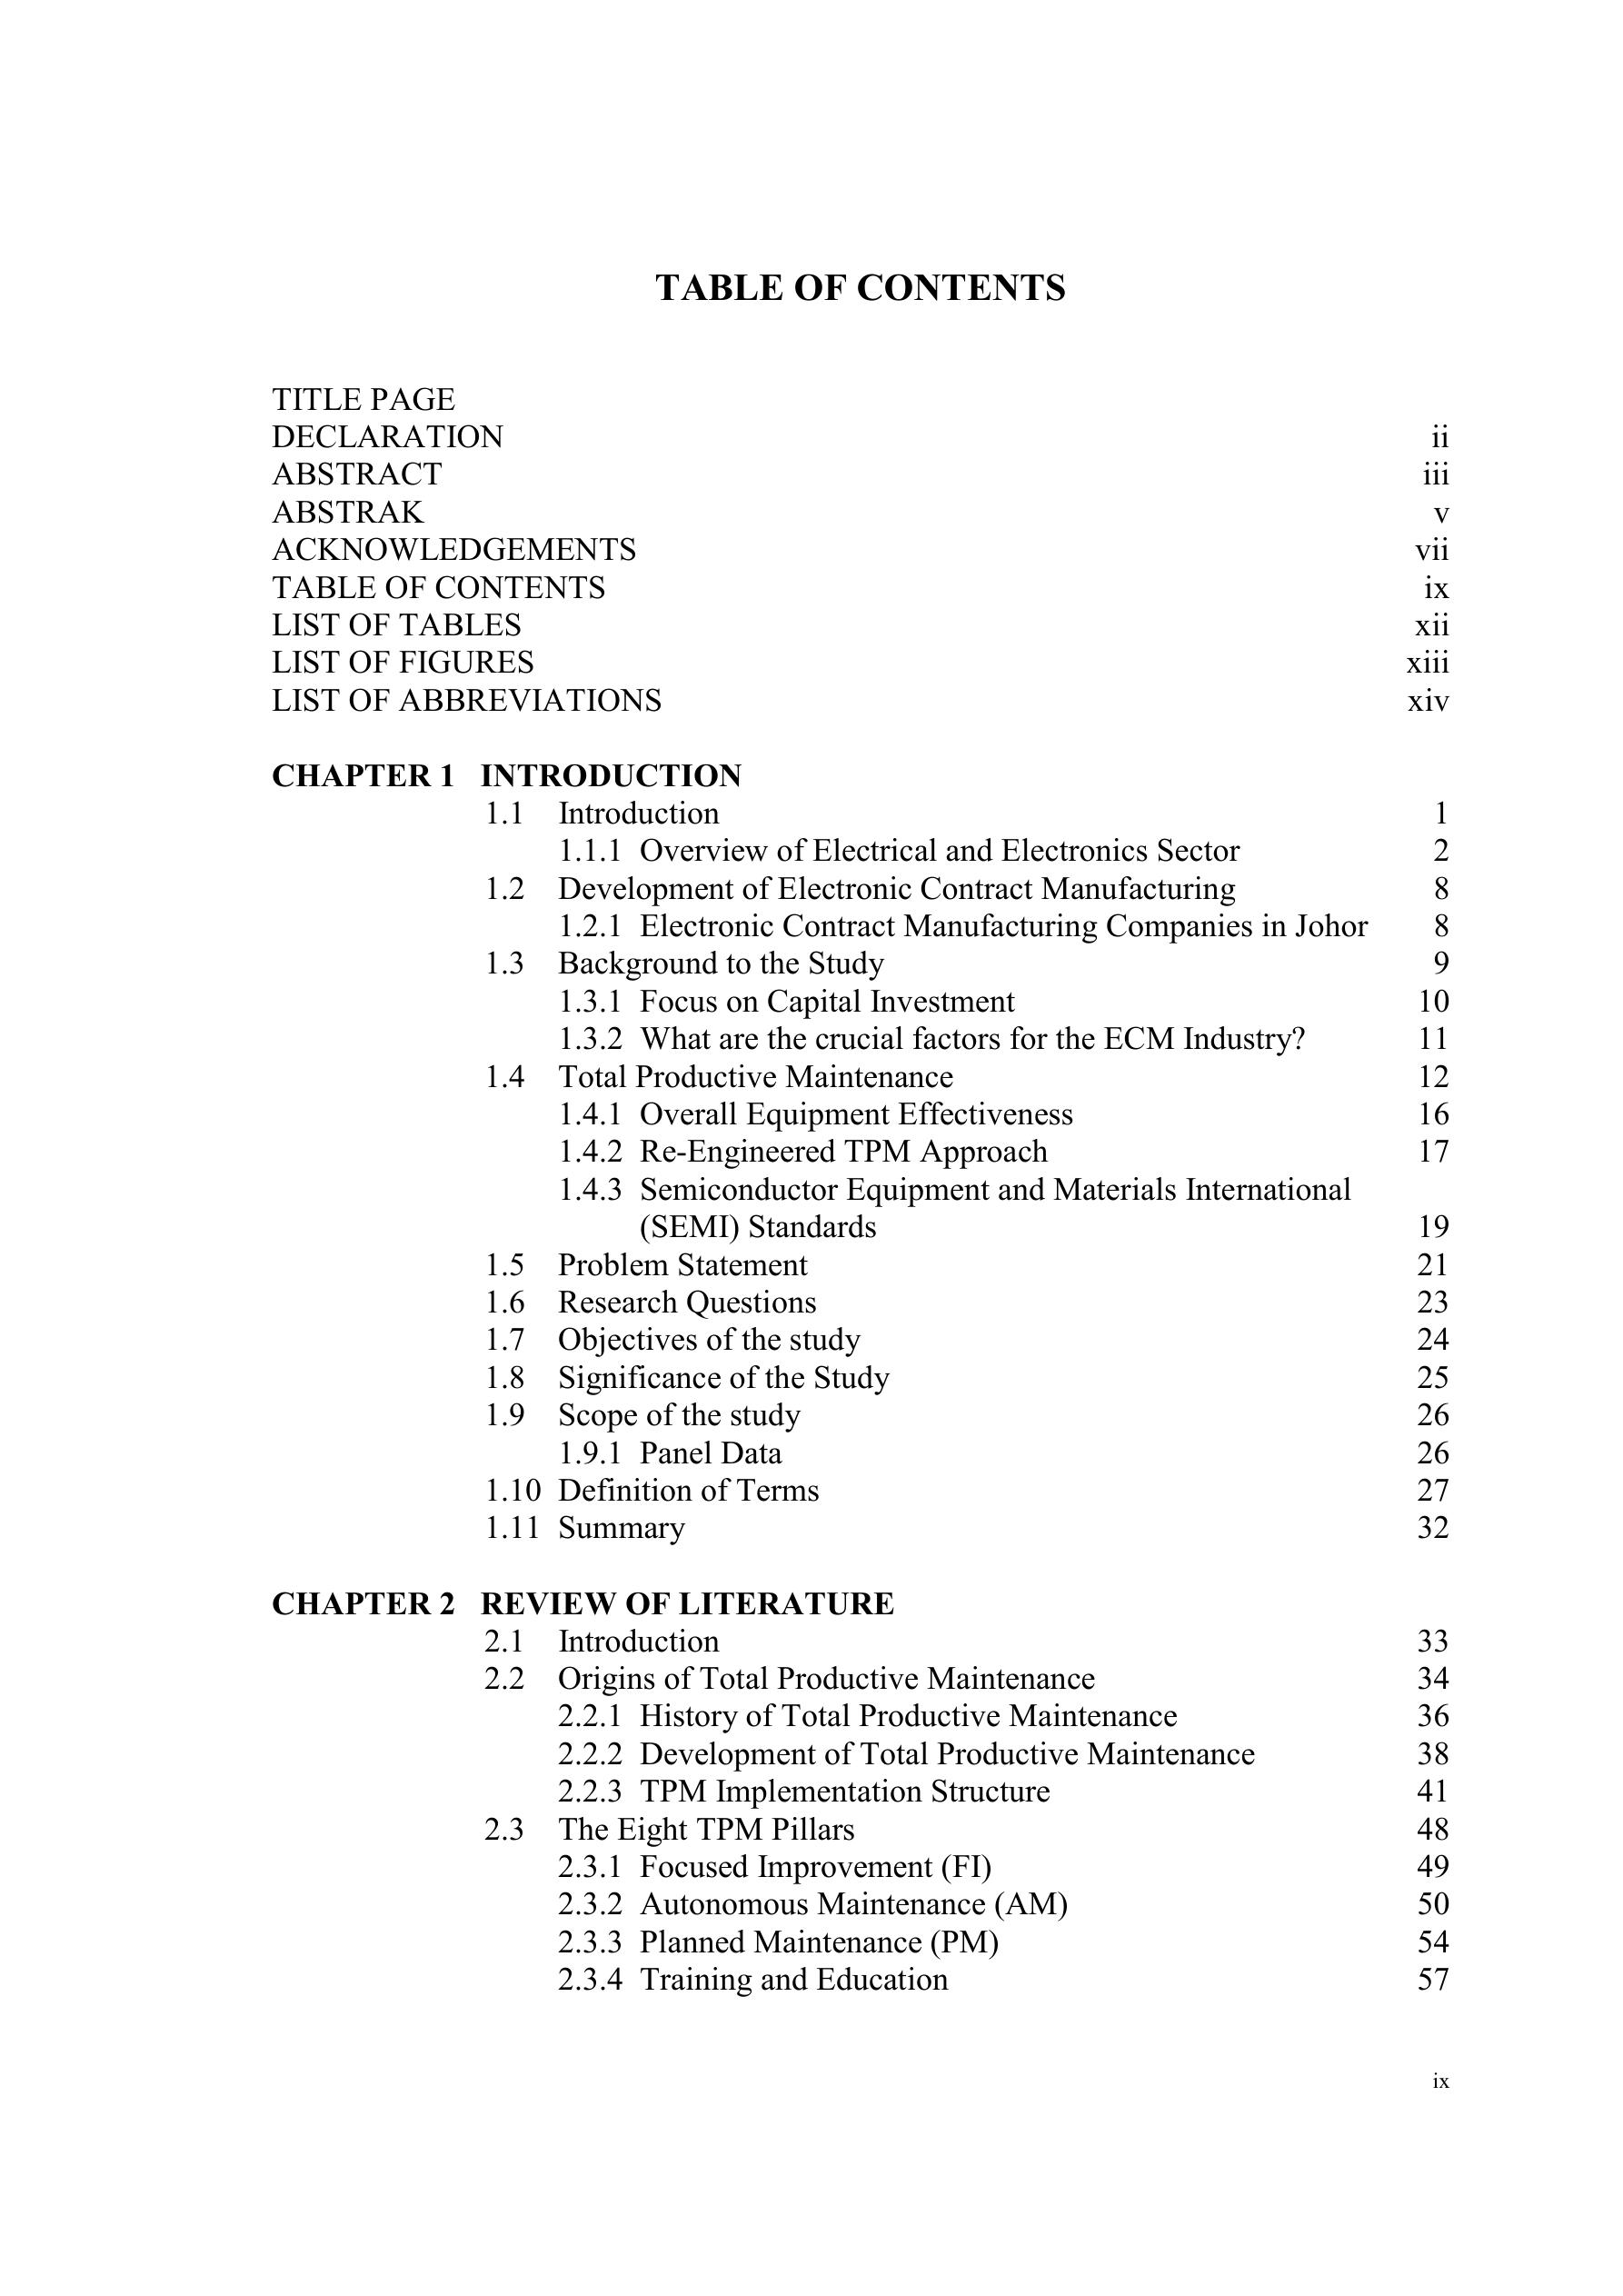 TABLE OF CONTENTS
TITLE PAGE
DECLARATION ii
ABSTRACT iii
ABSTRAK v
ACKNOWLEDGEMENTS vii
TABLE OF CONTENTS ix
LIST OF TABLES xii
LIST OF FIGURES xiii
LIST OF ABBREVIATIONS xiv
CHAPTER 1 INTRODUCTION
1.1 Introduction 1
1.1.1 Overview of Electrical and Electronics Sector 2
1.2 Development of Electronic Contract Manufacturing 8
1.2.1 Electronic Contract Manufacturing Companies in Johor 8
1.3 Background to the Study 9
1.3.1 Focus on Capital Investment 10
1.3.2 What are the crucial factors for the ECM Industry? 11
1.4 Total Productive Maintenance 12
1.4.1 Overall Equipment Effectiveness 16
1.4.2 Re-Engineered TPM Approach 17
1.4.3 Semiconductor Equipment and Materials International
(SEMI) Standards 19
1.5 Problem Statement 21
1.6 Research Questions 23
1.7 Objectives of the study 24
1.8 Significance of the Study 25
1.9 Scope of the study 26
1.9.1 Panel Data 26
1.10 Definition of Terms 27
1.11 Summary 32
CHAPTER 2 REVIEW OF LITERATURE
2.1 Introduction 33
2.2 Origins of Total Productive Maintenance 34
2.2.1 History of Total Productive Maintenance 36
2.2.2 Development of Total Productive Maintenance 38
2.2.3 TPM Implementation Structure 41
2.3 The Eight TPM Pillars 48
2.3.1 Focused Improvement (FI) 49
2.3.2 Autonomous Maintenance (AM) 50
2.3.3 Planned Maintenance (PM) 54
2.3.4 Training and Education 57
ix